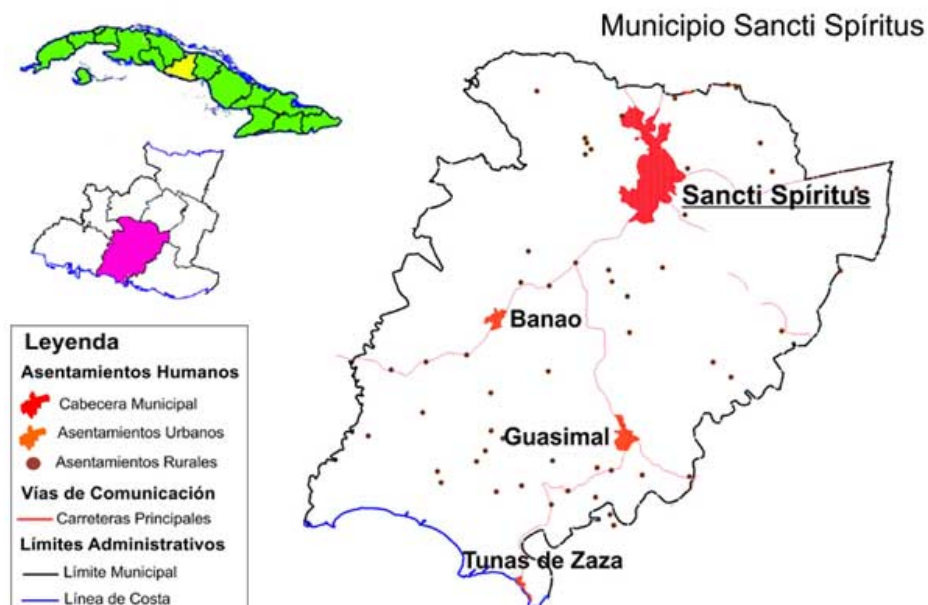 Municipio Sancti Spíritus
Sancti Spíritus
Banao
Guasimal
Tunas de Zaza
Leyenda
Asentamientos Humanos
Cabecera Municipal
Asentamientos Urbanos
Asentamientos Rurales
Vías de Comunicación
Carreteras Principales
Límites Administrativos
Límite Municipal
Línea de Costa